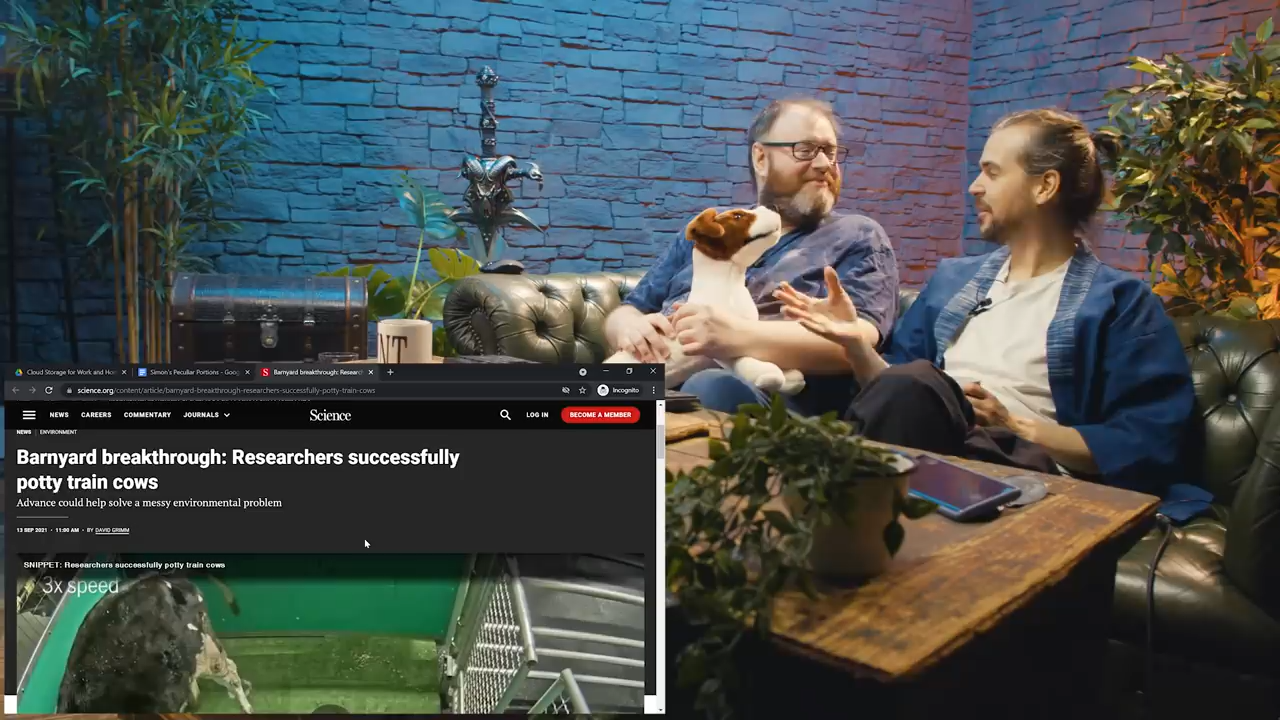 NT
Cloud Storage for Work and Ho
Simon's Peculiar Portions - Goog
Barnyard breakthrough: Researc
science.org/content/article/barnyard-breakthrough-researchers-successfully-potty-train-cows
Incognito
NEWS CAREERS COMMENTARY JOURNALS
Science
LOG IN
BECOME A MEMBER
NEWS | ENVIRONMENT
Barnyard breakthrough: Researchers successfully
potty train cows
Advance could help solve a messy environmental problem
13 SEP 2021 · 11:00 AM · BY DAVID GRIMM
SNIPPET: Researchers successfully potty train cows
3x speed